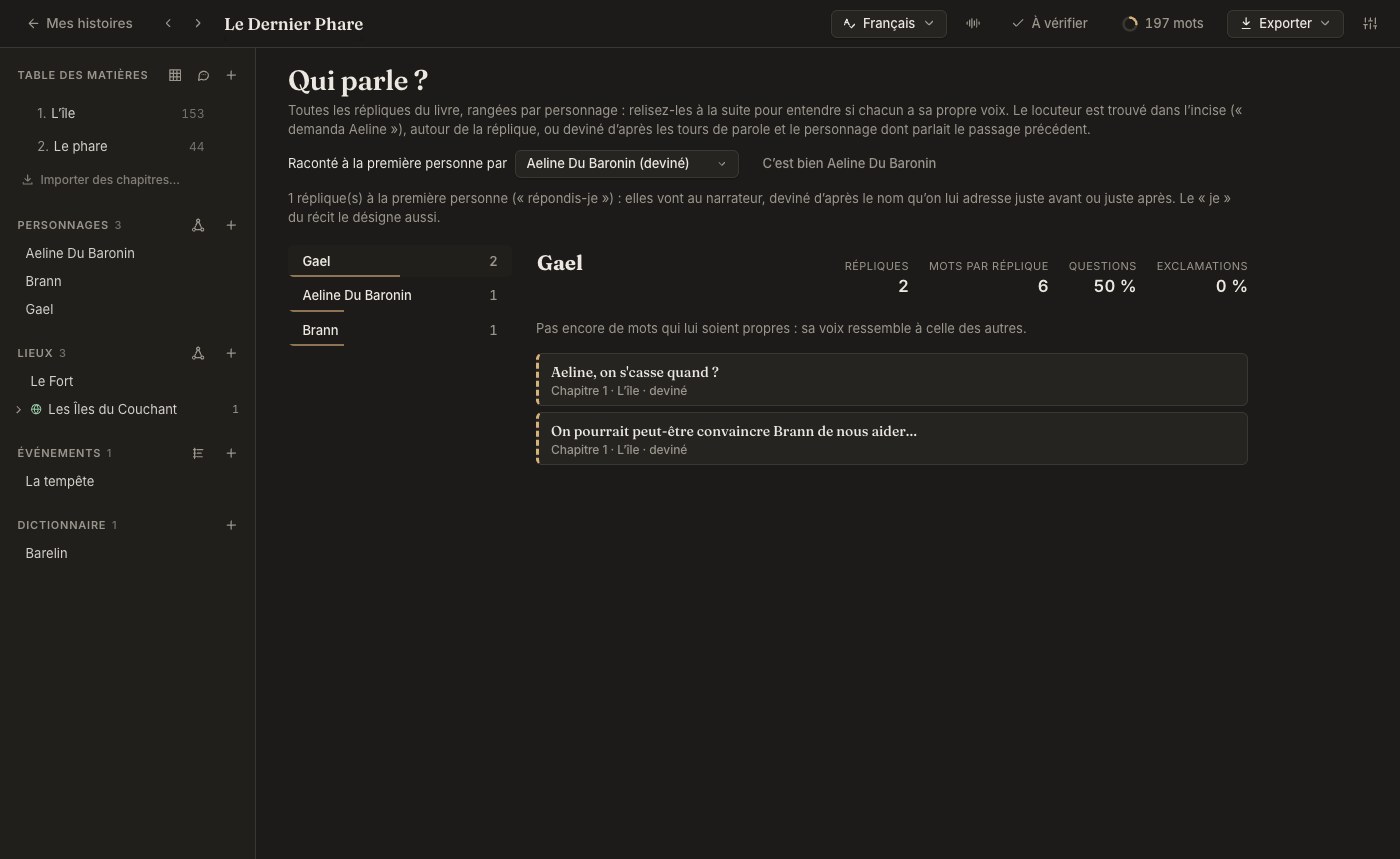 Mes histoires
Le Dernier Phare
Français
À vérifier
197 mots
Exporter
TABLE DES MATIÈRES
1. L’île 153
2. Le phare 44
Importer des chapitres…
PERSONNAGES 3
Aeline Du Baronin
Brann
Gael
LIEUX 3
Le Fort
Les Îles du Couchant 1
ÉVÉNEMENTS 1
La tempête
DICTIONNAIRE 1
Barelin
Qui parle ?
Toutes les répliques du livre, rangées par personnage : relisez-les à la suite pour entendre si chacun a sa propre voix. Le locuteur est trouvé dans l’incise («
demanda Aeline »), autour de la réplique, ou deviné d’après les tours de parole et le personnage dont parlait le passage précédent.
Raconté à la première personne par Aeline Du Baronin (deviné) C’est bien Aeline Du Baronin
1 réplique(s) à la première personne (« répondis-je ») : elles vont au narrateur, deviné d’après le nom qu’on lui adresse juste avant ou juste après. Le « je »
du récit le désigne aussi.
Gael 2
Aeline Du Baronin 1
Brann 1
Gael
RÉPLIQUES MOTS PAR RÉPLIQUE QUESTIONS EXCLAMATIONS
2 6 50 % 0 %
Pas encore de mots qui lui soient propres : sa voix ressemble à celle des autres.
Aeline, on s'casse quand ?
Chapitre 1 · L’île · deviné
On pourrait peut-être convaincre Brann de nous aider…
Chapitre 1 · L’île · deviné